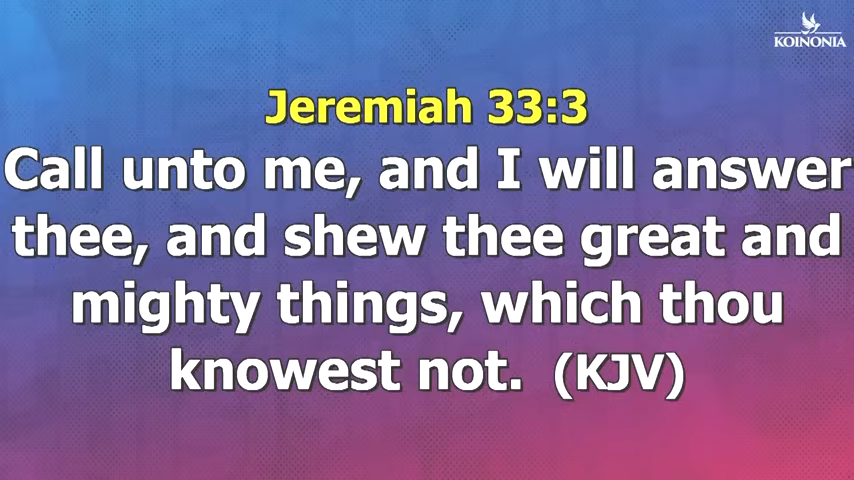 KOINONIA
Jeremiah 33:3
Call unto me, and I will answer
thee, and shew thee great and
mighty things, which thou
knowest not. (KJV)